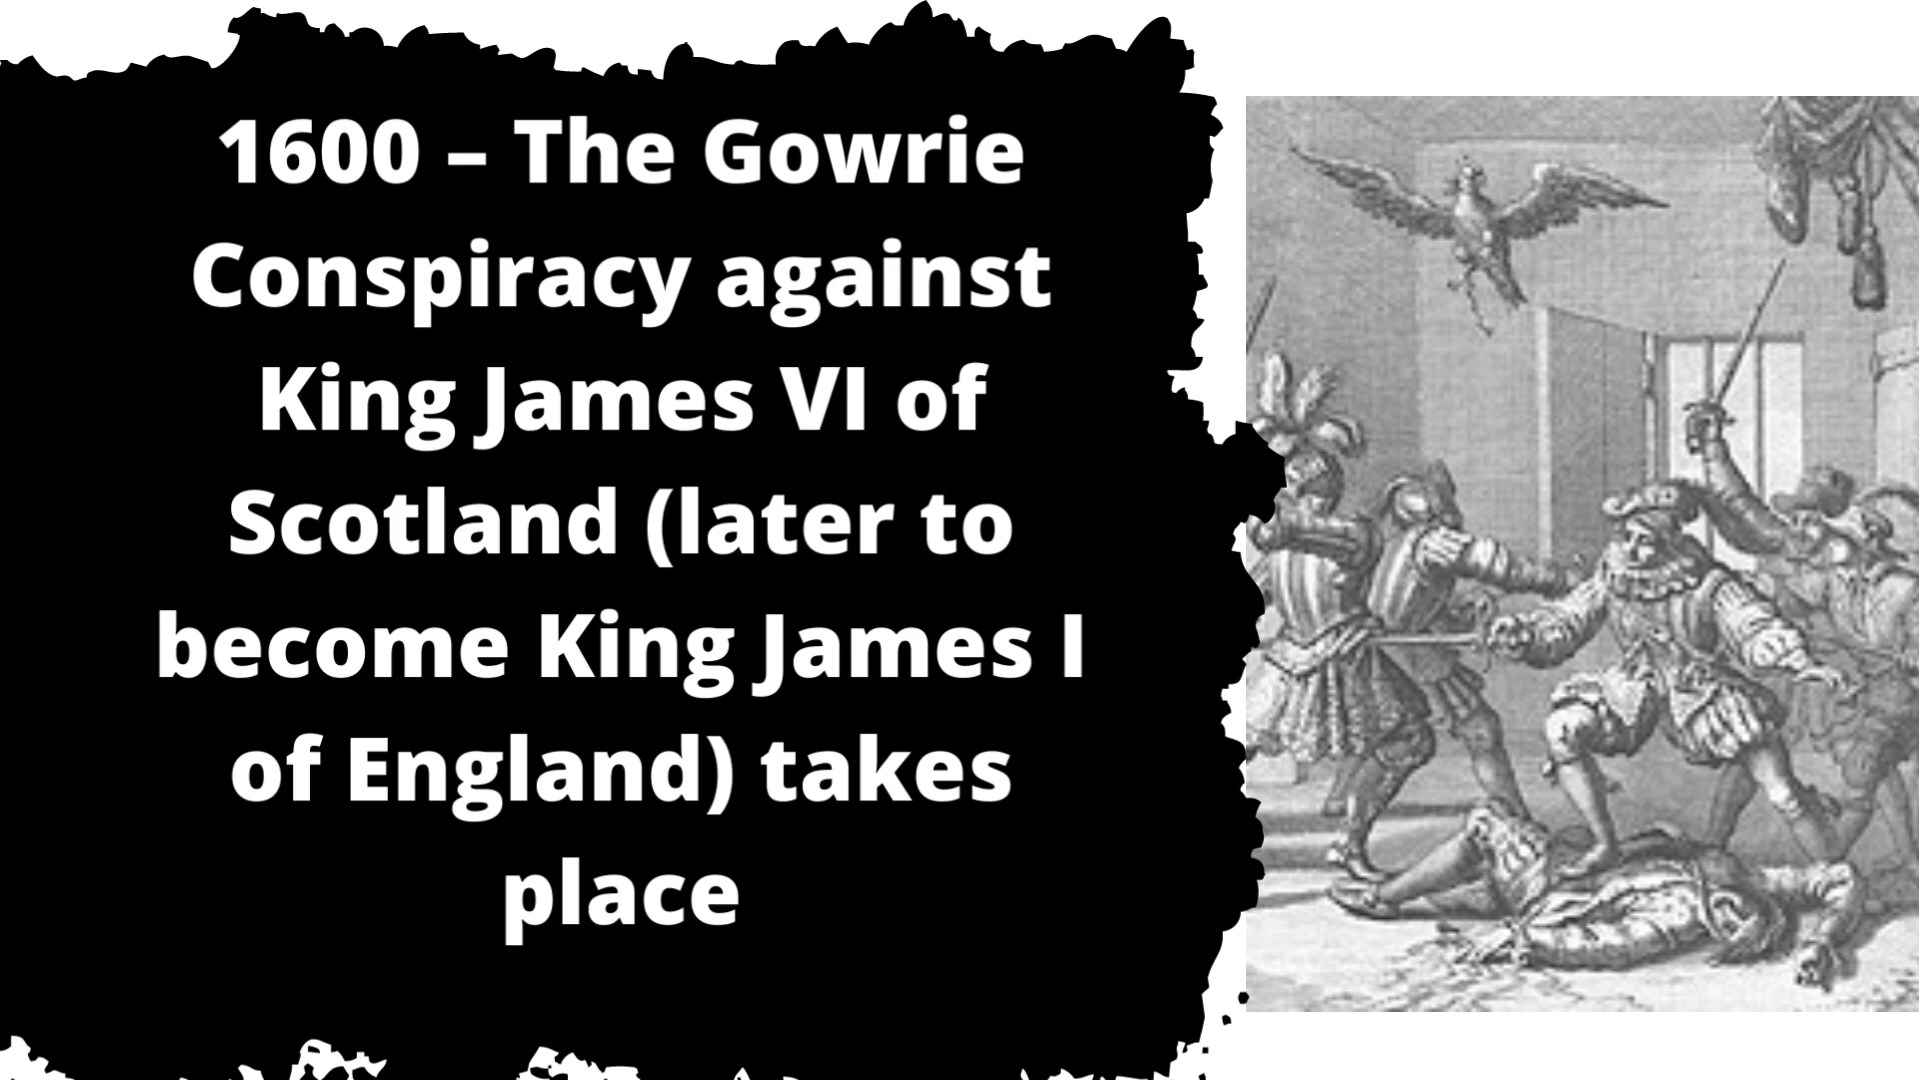 1600 – The Gowrie
Conspiracy against
King James VI of
Scotland (later to
become King James I
of England) takes
place